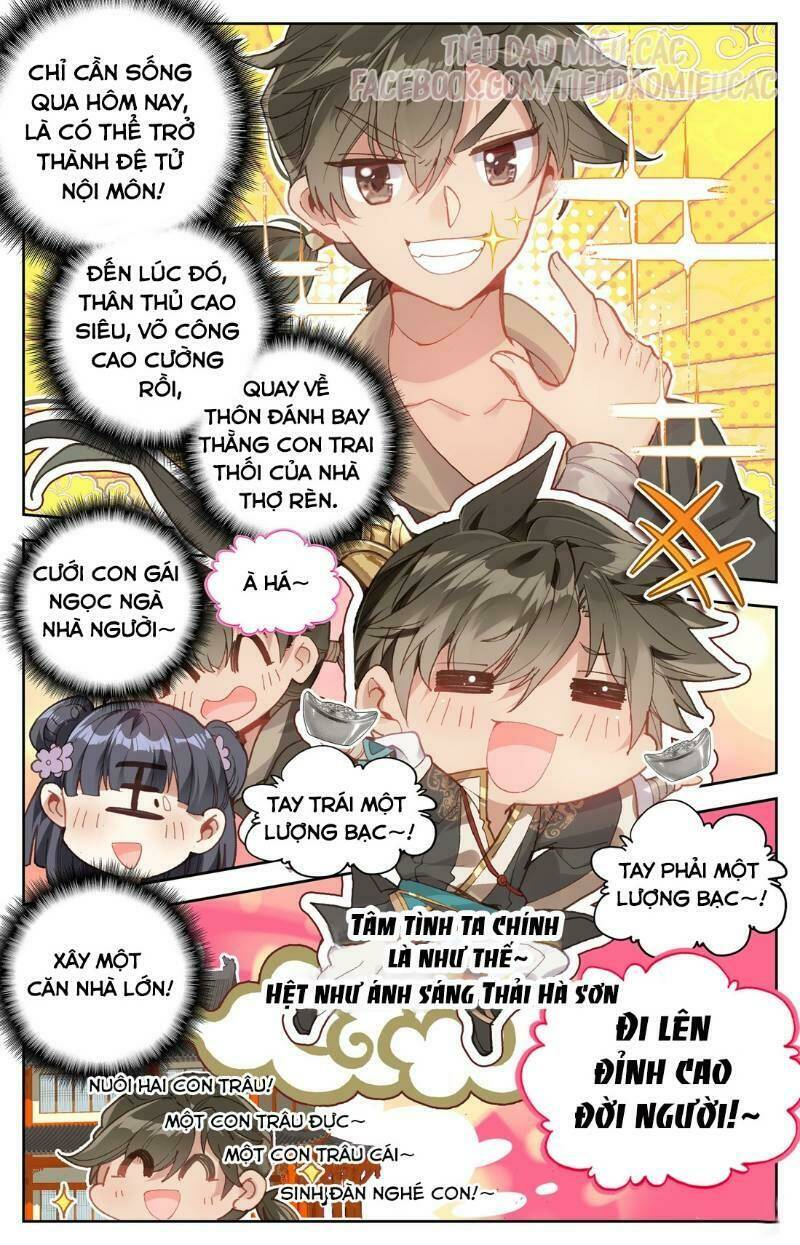 TIÊU DAO MIÊU CÁC
FACEBOOK.COM/TIEUDAOMIEUCAC
CHỈ CẦN SỐNG
QUA HÔM NAY,
LÀ CÓ THỂ TRỞ
THÀNH ĐỆ TỬ
NỘI MÔN!
ĐẾN LÚC ĐÓ,
THÂN THỦ CAO
SIÊU, VÕ CÔNG
CAO CƯỜNG
RỒI,
QUAY VỀ
THÔN ĐÁNH BAY
THẰNG CON TRAI
THỐI CỦA NHÀ
THỢ RÈN.
CƯỚI CON GÁI
NGỌC NGÀ
NHÀ NGƯỜI~
À HÁ~
王
TAY TRÁI MỘT
LƯỢNG BẠC~!
TAY PHẢI MỘT
LƯỢNG BẠC~!
TÂM TÌNH TA CHÍNH
LÀ NHƯ THẾ~
HỆT NHƯ ÁNH SÁNG THÁI HÀ SƠN
XÂY MỘT
CĂN NHÀ LỚN!
ĐI LÊN
ĐỈNH CAO
ĐỜI NGƯỜI!~
NUÔI HAI CON TRÂU!
MỘT CON TRÂU ĐỰC~
MỘT CON TRÂU CÁI~
SINH ĐÀN NGHÉ CON!~